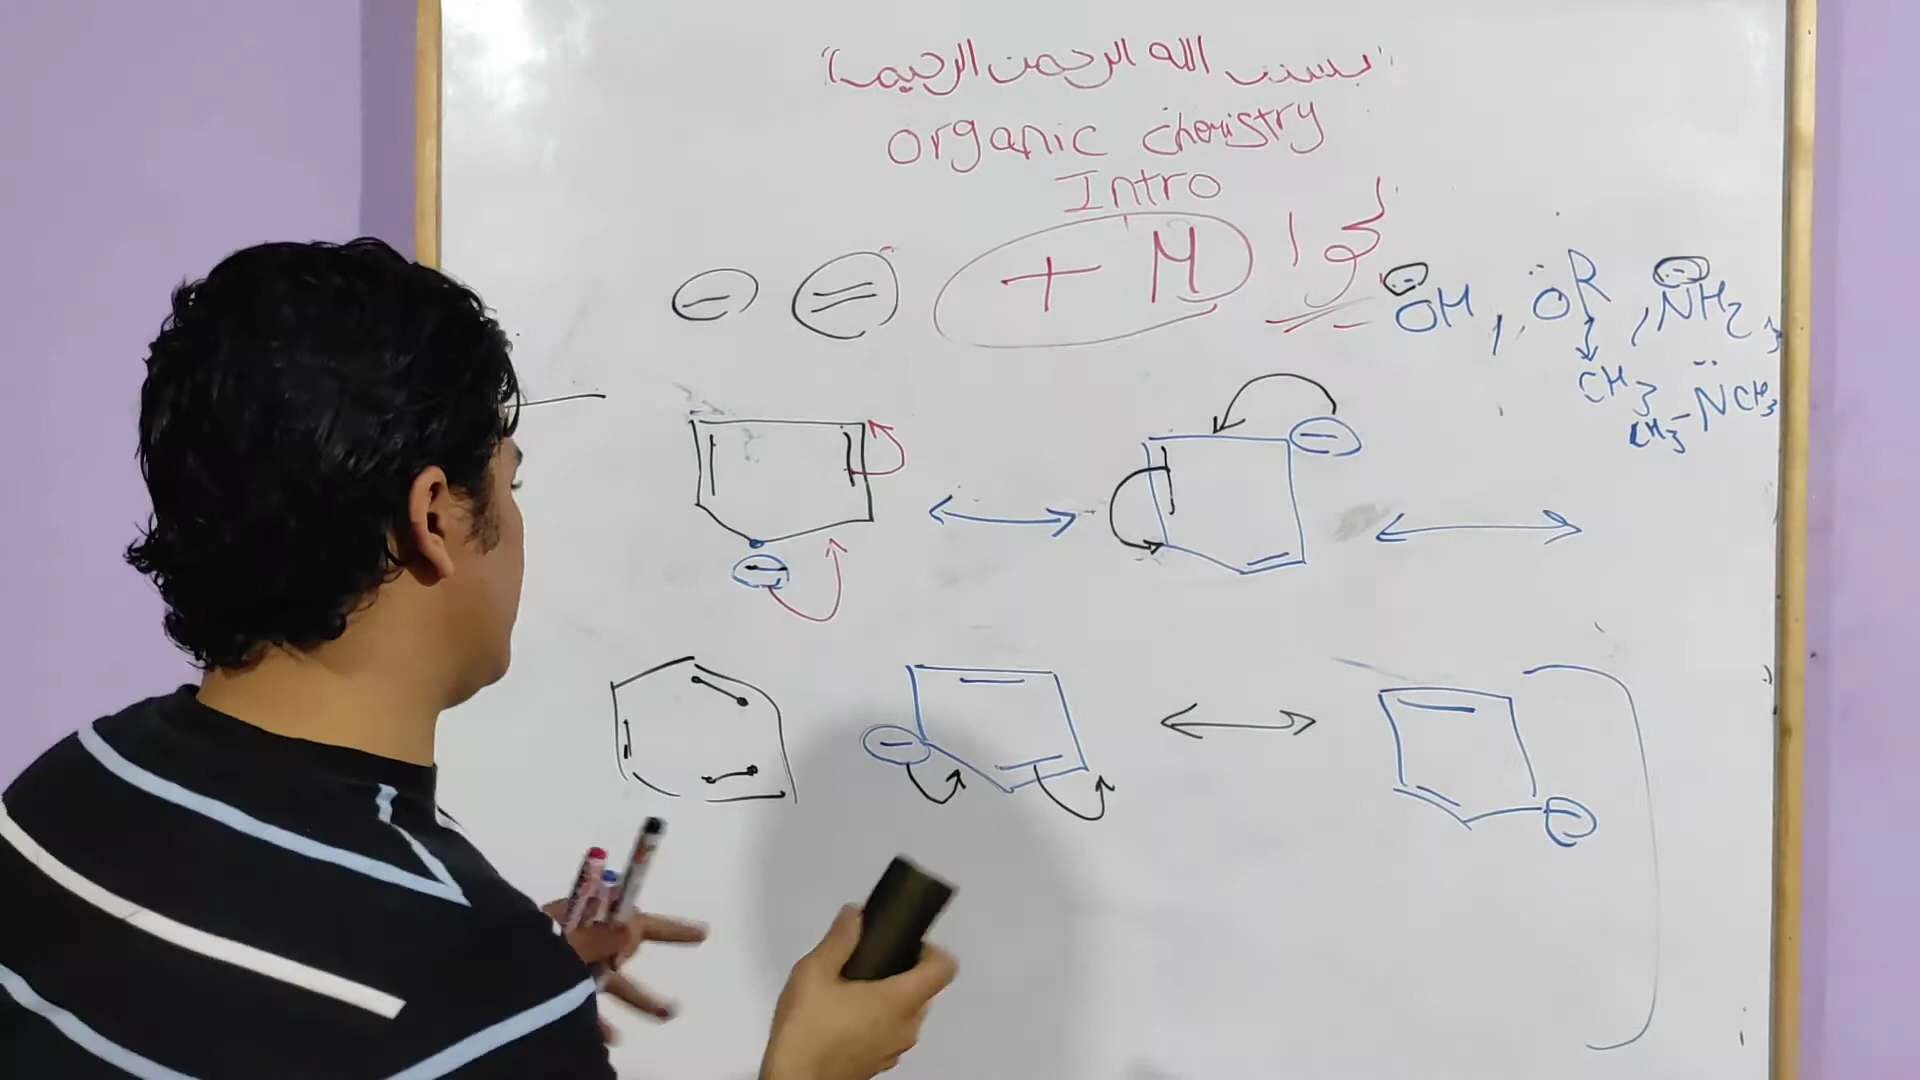 بسم الله الرحمن الرحيم
organic chemistry
Intro
+ M
OH, OR, NH2,
CH3
CH3-NCH3